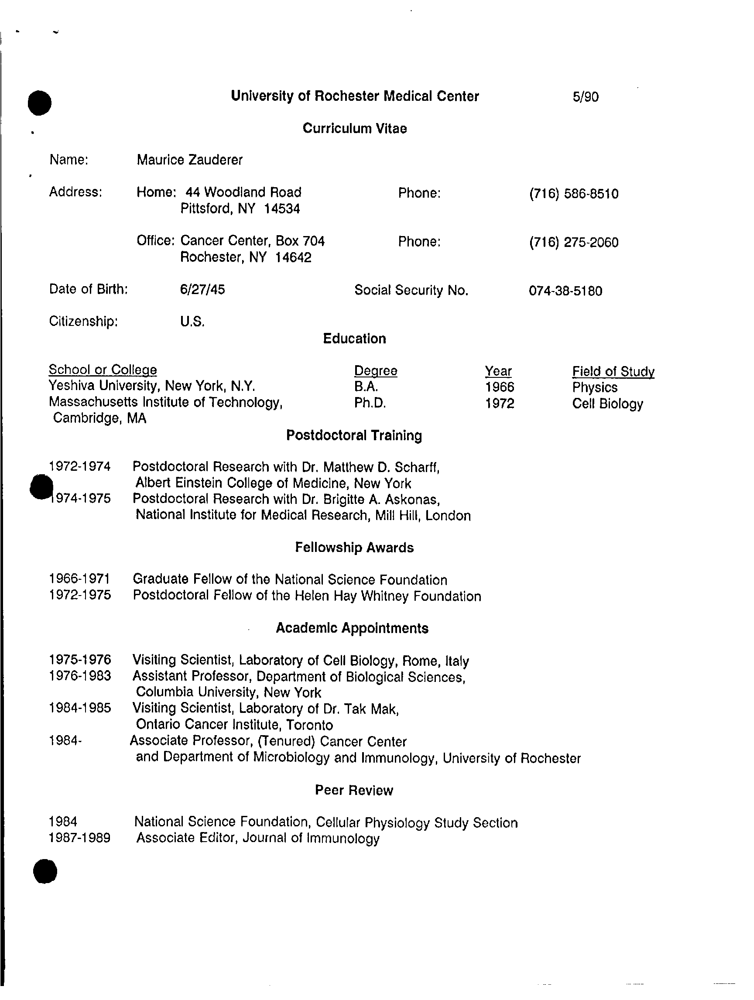 University of Rochester Medical Center 5/90
Curriculum Vitae
Name: Maurice Zauderer
Address: Home: 44 Woodland Road Phone: (716) 586-8510
Pittsford, NY 14534
Office: Cancer Center, Box 704 Phone: (716) 275-2060
Rochester, NY 14642
Date of Birth: 6/27/45 Social Security No. 074-38-5180
Citizenship: U.S.
Education
School or College Degree Year Field of Study
Yeshiva University, New York, N.Y. B.A. 1966 Physics
Massachusetts Institute of Technology, Ph.D. 1972 Cell Biology
Cambridge, MA
Postdoctoral Training
1972-1974 Postdoctoral Research with Dr. Matthew D. Scharff,
Albert Einstein College of Medicine, New York
1974-1975 Postdoctoral Research with Dr. Brigitte A. Askonas,
National Institute for Medical Research, Mill Hill, London
Fellowship Awards
1966-1971 Graduate Fellow of the National Science Foundation
1972-1975 Postdoctoral Fellow of the Helen Hay Whitney Foundation
Academic Appointments
1975-1976 Visiting Scientist, Laboratory of Cell Biology, Rome, Italy
1976-1983 Assistant Professor, Department of Biological Sciences,
Columbia University, New York
1984-1985 Visiting Scientist, Laboratory of Dr. Tak Mak,
Ontario Cancer Institute, Toronto
1984- Associate Professor, (Tenured) Cancer Center
and Department of Microbiology and Immunology, University of Rochester
Peer Review
1984 National Science Foundation, Cellular Physiology Study Section
1987-1989 Associate Editor, Journal of Immunology